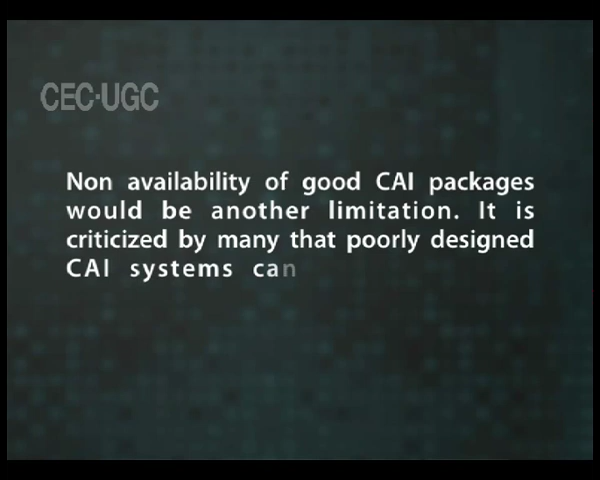 CEC-UGC
Non availability of good CAI packages
would be another limitation. It is
criticized by many that poorly designed
CAI systems can